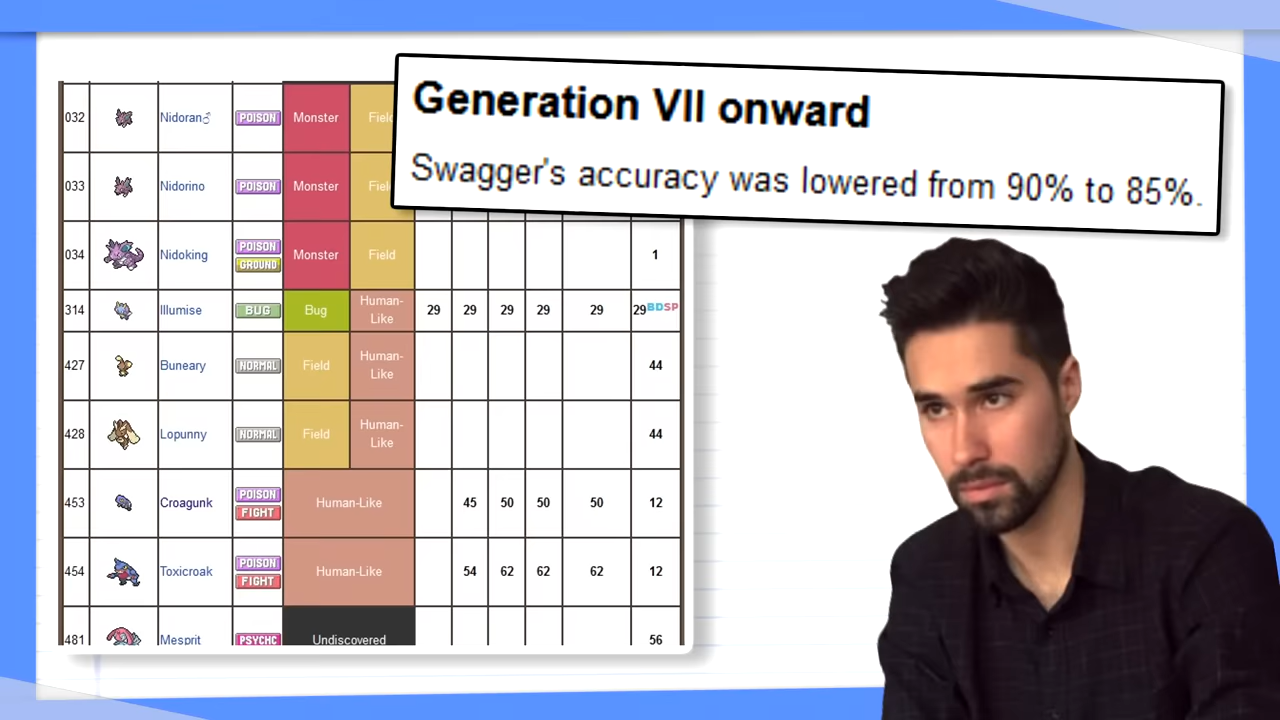 Generation VII onward
Swagger's accuracy was lowered from 90% to 85%.
032 Nidoran♂ POISON Monster Field
033 Nidorino POISON Monster Field
034 Nidoking POISON GROUND Monster Field 1
314 Illumise BUG Bug Human-Like 29 29 29 29 29 29BDSP
427 Buneary NORMAL Field Human-Like 44
428 Lopunny NORMAL Field Human-Like 44
453 Croagunk POISON FIGHT Human-Like 45 50 50 50 12
454 Toxicroak POISON FIGHT Human-Like 54 62 62 62 12
481 Mesprit PSYCHC Undiscovered 56